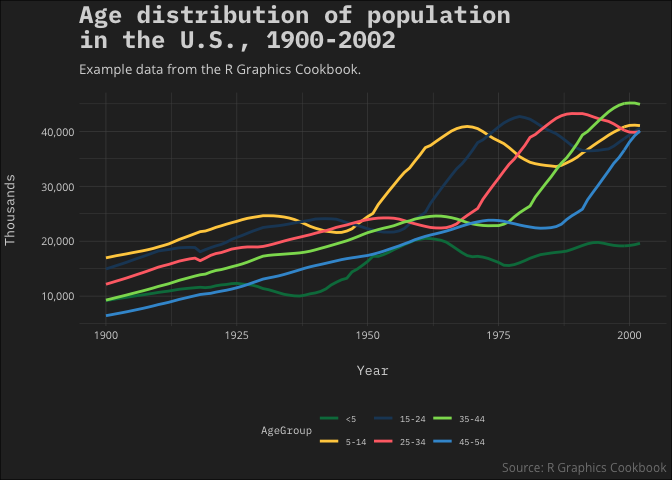 Age distribution of population
in the U.S., 1900-2002
Example data from the R Graphics Cookbook.
Thousands
40,000
30,000
20,000
10,000
1900 1925 1950 1975 2000
Year
AgeGroup
<5 15-24 35-44
5-14 25-34 45-54
Source: R Graphics Cookbook